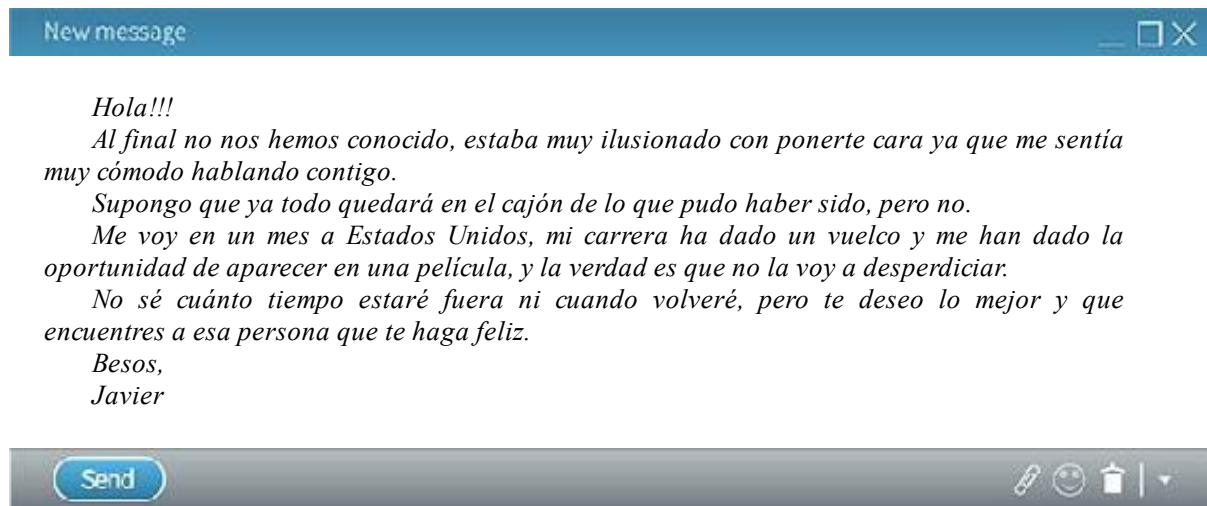 New message
Hola!!!
Al final no nos hemos conocido, estaba muy ilusionado con ponerte cara ya que me sentía
muy cómodo hablando contigo.
Supongo que ya todo quedará en el cajón de lo que pudo haber sido, pero no.
Me voy en un mes a Estados Unidos, mi carrera ha dado un vuelco y me han dado la
oportunidad de aparecer en una película, y la verdad es que no la voy a desperdiciar.
No sé cuánto tiempo estaré fuera ni cuando volveré, pero te deseo lo mejor y que
encuentres a esa persona que te haga feliz.
Besos,
Javier
Send